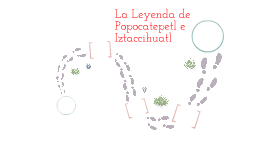 La Leyenda de
Popocatepetl e
Iztaccihuatl